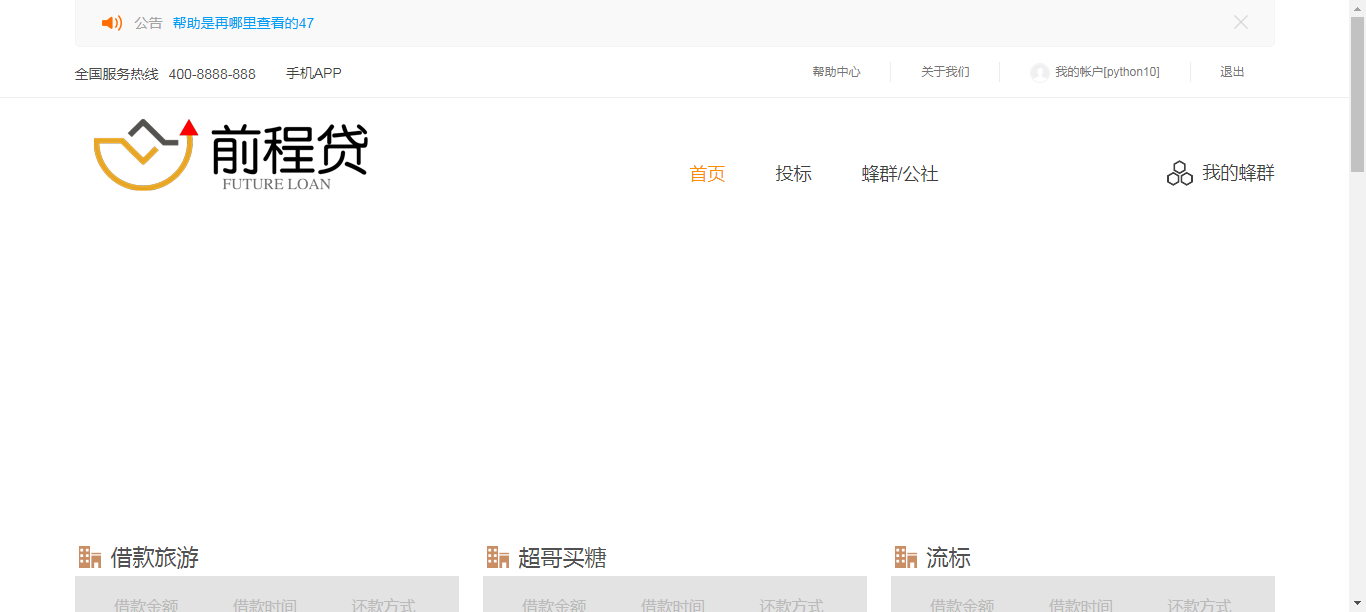 公告 帮助是再哪里查看的47
全国服务热线 400-8888-888 手机APP 帮助中心 关于我们 我的帐户[python10] 退出
前程贷
FUTURE LOAN
首页 投标 蜂群/公社 我的蜂群
借款旅游 超哥买糖 流标
借款金额 借款时间 还款方式 借款金额 借款时间 还款方式 借款金额 借款时间 还款方式